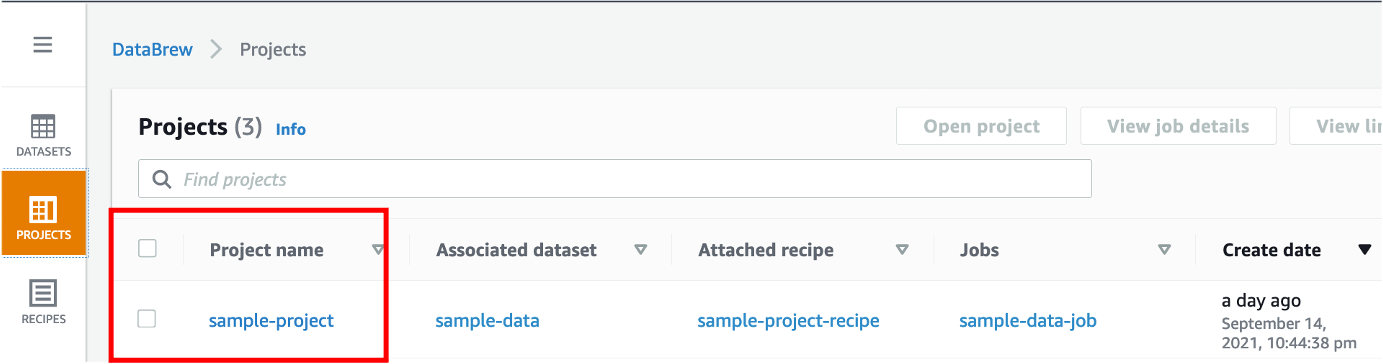 DataBrew > Projects
DATASETS
PROJECTS
RECIPES
Projects (3) Info
Open project
View job details
View li
Find projects
Project name Associated dataset Attached recipe Jobs Create date
sample-project sample-data sample-project-recipe sample-data-job a day ago
September 14,
2021, 10:44:38 pm